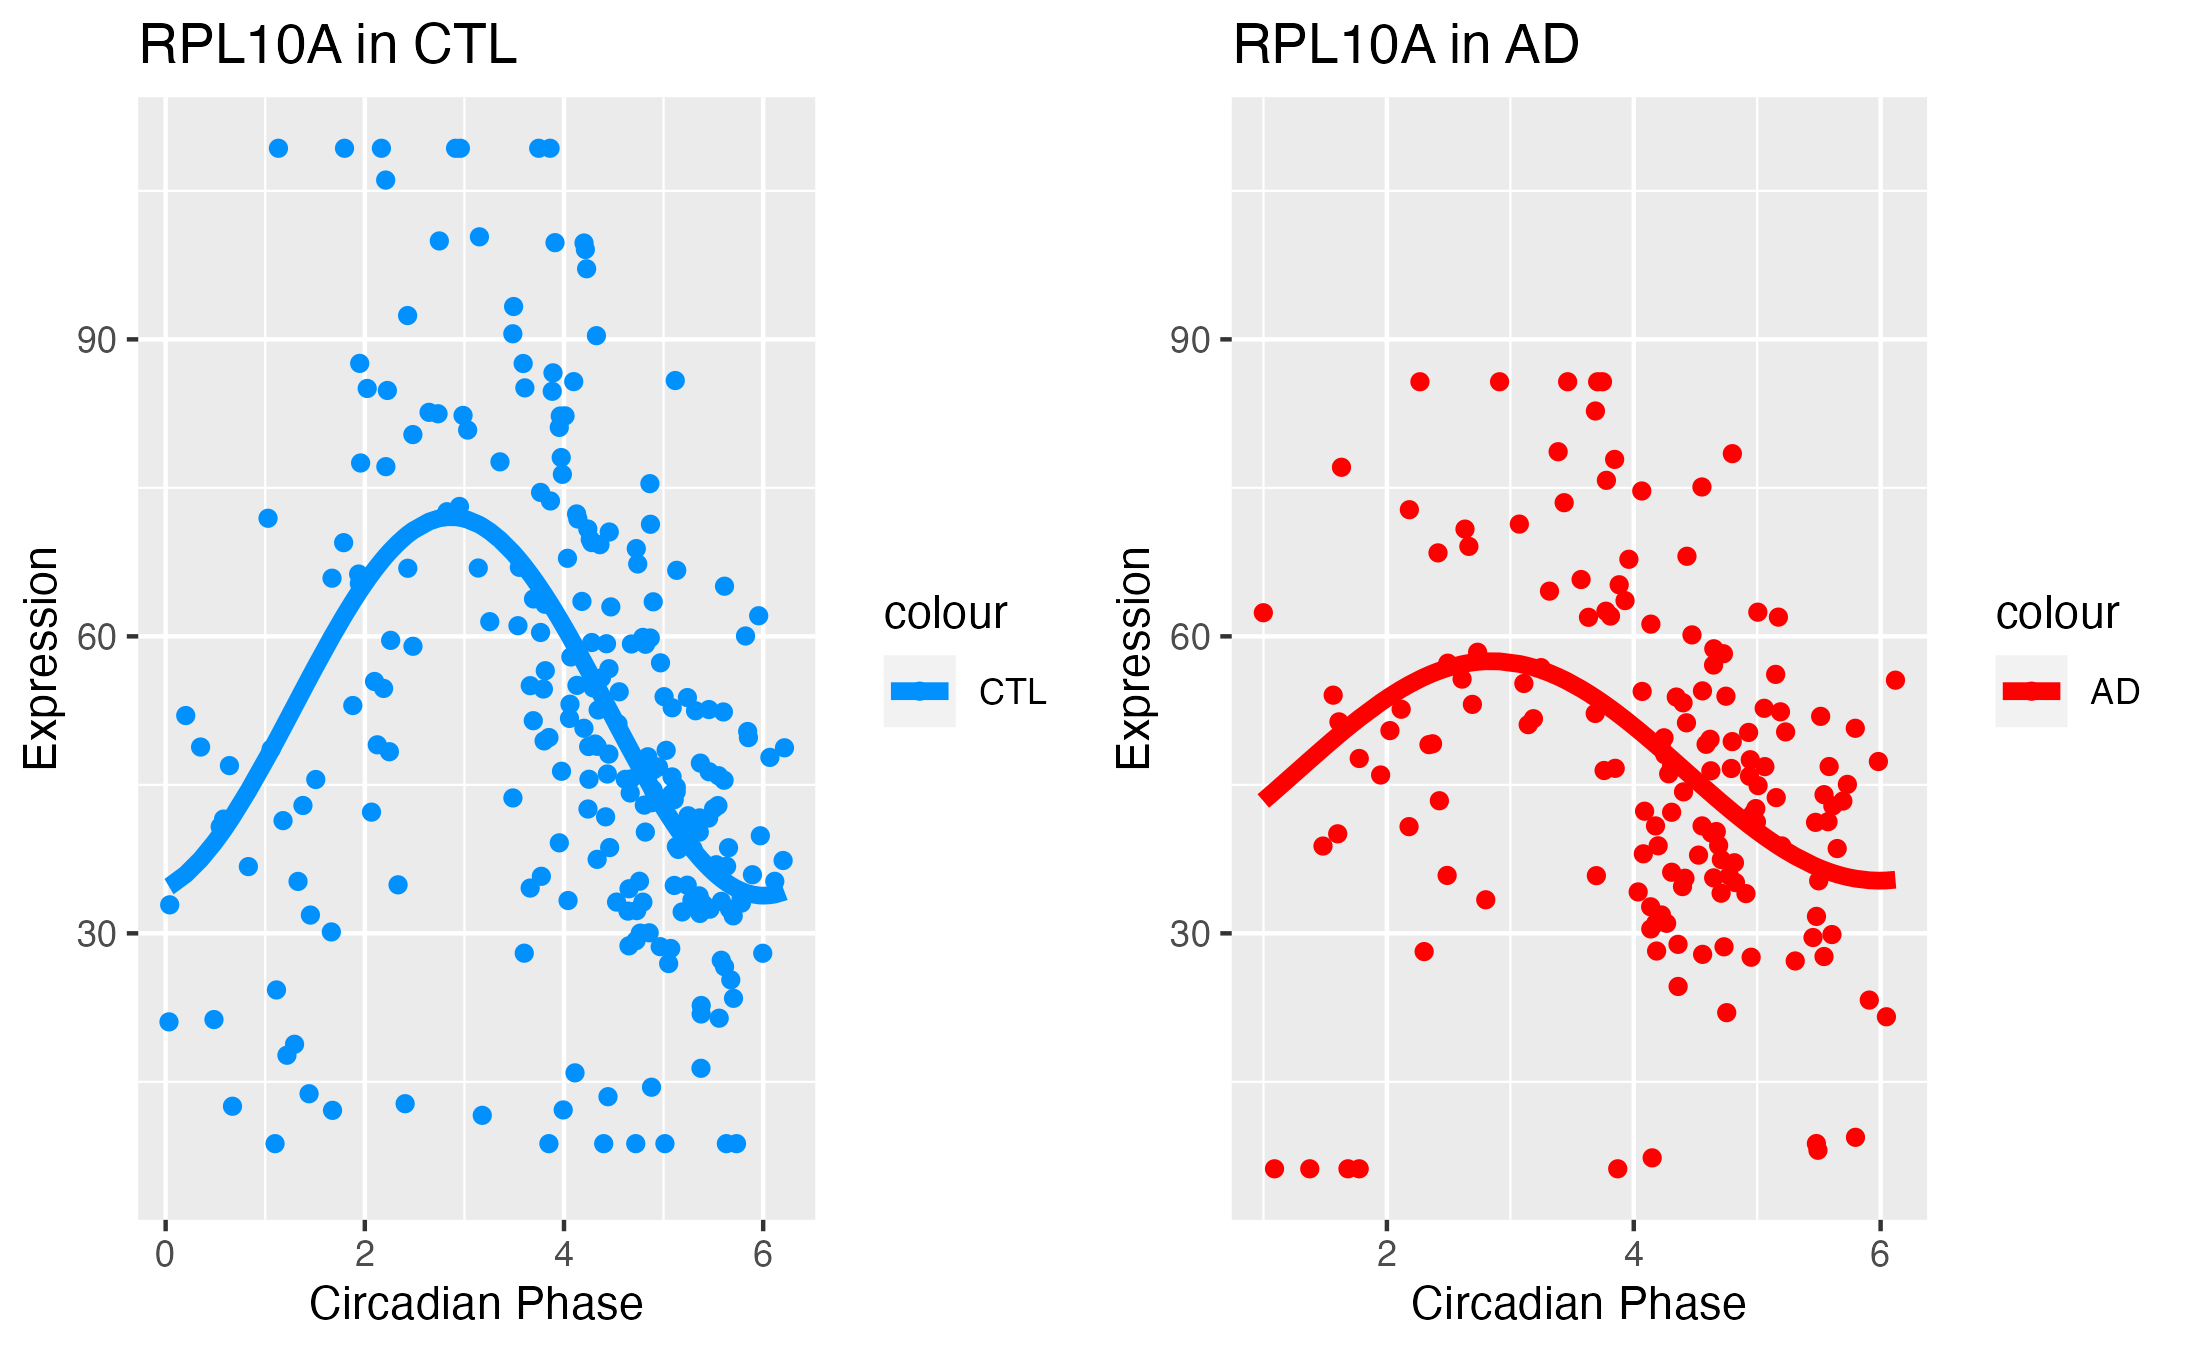 RPL10A in CTL
Expression
90
60
30
0 2 4 6
Circadian Phase
colour
CTL
RPL10A in AD
Expression
90
60
30
2 4 6
Circadian Phase
colour
AD